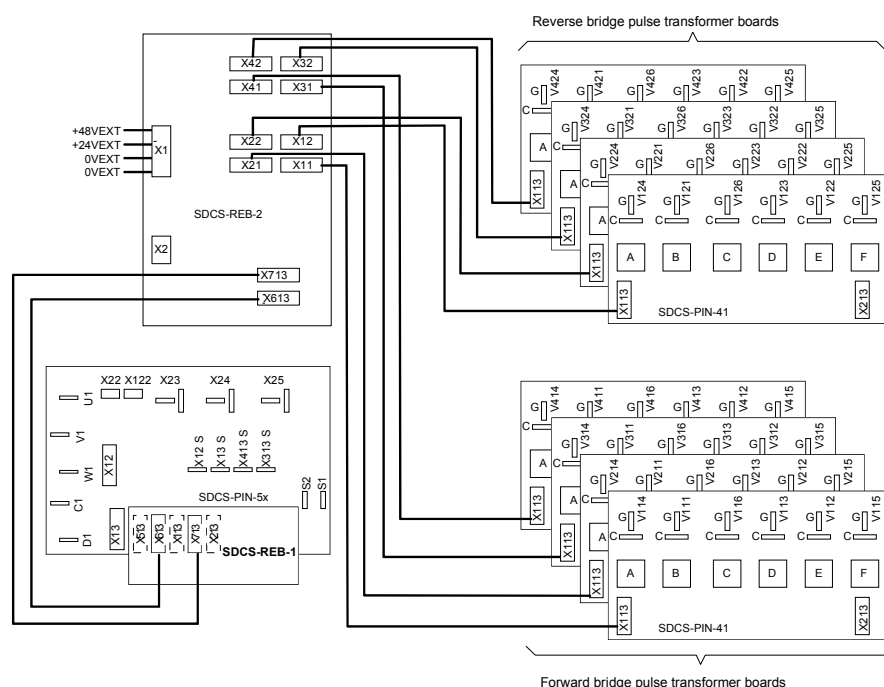 Reverse bridge pulse transformer boards
X42 X32
X41 X31
X22 X12
X21 X11
+48VEXT
+24VEXT
0VEXT
0VEXT
- X1
SDCS-REB-2
X2
X713
X613
G V424 G V421 G V426 G V423 G V422 G V425
C
A
X113
G V324 V321 G V326 G V323 G V322 G V325
C
A
X113
G V224 V221 G V226 G V223 G V222 G V225
C
A
X113
G V124 G V121 G V126 G V123 G V122 G V125
C C C C C C
A B C D E F
X113 SDCS-PIN-41 X213
U1 X22 X122 X23 X24 X25
V1
W1 X12
C1
D1 X13
X12 S X13 S X413 S X313 S
S2 S1
SDCS-PIN-5x
X513 X613 X113 X713 X213
SDCS-REB-1
G V414 G V411 G V416 G V413 G V412 G V415
C
A
X113
G V314 V311 G V316 G V313 G V312 G V315
C
A
X113
G V214 G V211 G V216 G V213 G V212 G V215
C
A
X113
G V114 G V111 G V116 G V113 G V112 G V115
C C C C C C
A B C D E F
X113 SDCS-PIN-41 X213
Forward bridge pulse transformer boards